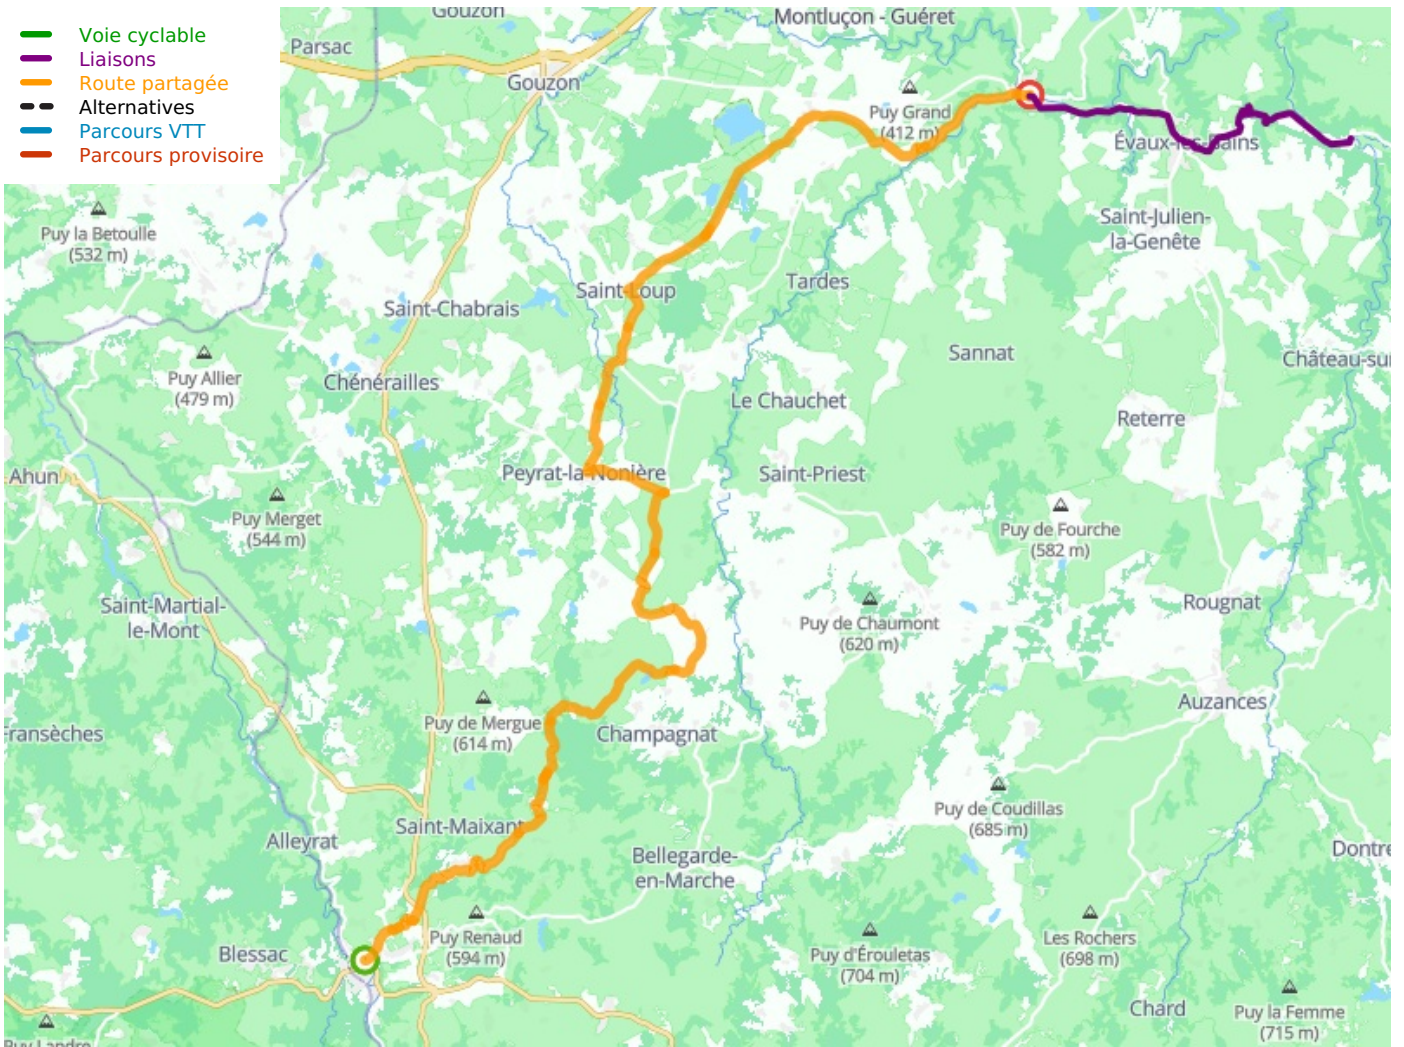 Voie cyclable
Liaisons
Route partagée
Alternatives
Parcours VTT
Parcours provisoire
Gouzon
Montluçon - Guéret
Parsac
Gouzon
Puy Grand
(412 m)
Évaux-les-Bains
Puy la Betoulle
(532 m)
Saint-Julien-
la-Genête
Tardes
Saint-Loup
Saint-Chabrais
Sannat
Château-sur
Puy Allier
(479 m)
Chénérailles
Le Chauchet
Reterre
Ahun
Peyrat-la-Nonière
Saint-Priest
Puy Merget
(544 m)
Puy de Fourche
(582 m)
Saint-Martial-
le-Mont
Rougnat
Puy de Chaumont
(620 m)
Auzances
Puy de Mergue
(614 m)
Fransèches
Champagnat
Puy de Coudillas
(685 m)
Saint-Maixant
Alleyrat
Dontre
Bellegarde-
en-Marche
Puy Renaud
(594 m)
Les Rochers
(698 m)
Blessac
Puy d'Érouletas
(704 m)
Chard
Puy la Femme
(715 m)
Puy Landre